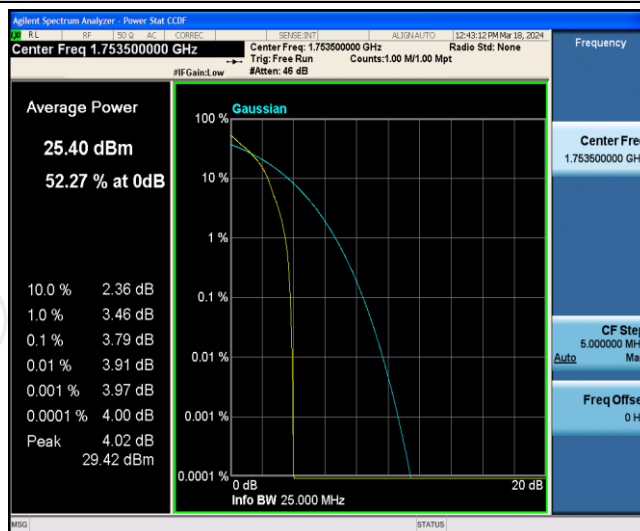 Agilent Spectrum Analyzer - Power Stat CCDF
RL RF 50 Ω AC CORREC SENSE:INT ALIGNAUTO 12:43:12 PM Mar 18, 2024
Center Freq 1.753500000 GHz
Center Freq: 1.753500000 GHz Radio Std: None
Trig: Free Run Counts:1.00 M/1.00 Mpt
#IFGain:Low #Atten: 46 dB
Frequency
Average Power
25.40 dBm
52.27 % at 0dB
10.0 % 2.36 dB
1.0 % 3.46 dB
0.1 % 3.79 dB
0.01 % 3.91 dB
0.001 % 3.97 dB
0.0001 % 4.00 dB
Peak 4.02 dB
29.42 dBm
Gaussian
100 %
10 %
1 %
0.1 %
0.01 %
0.001 %
0.0001 %
0 dB 20 dB
Info BW 25.000 MHz
Center Fre
1.753500000 GH
CF Step
5.000000 MH
Auto Ma
Freq Offse
0 H
MSG STATUS